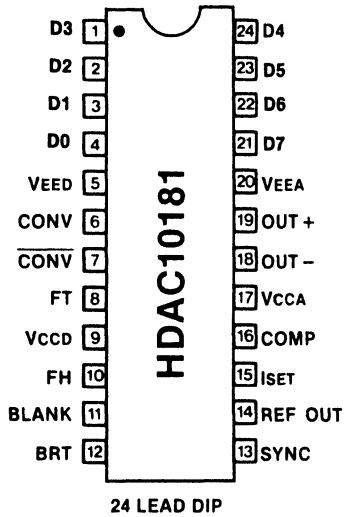 D3 1 24 D4
D2 2 23 D5
D1 3 22 D6
D0 4 21 D7
VEED 5 20 VEEA
CONV 6 19 OUT +
CONV 7 18 OUT −
FT 8 17 VCCA
VCCD 9 16 COMP
FH 10 15 ISET
BLANK 11 14 REF OUT
BRT 12 13 SYNC
HDAC10181
24 LEAD DIP